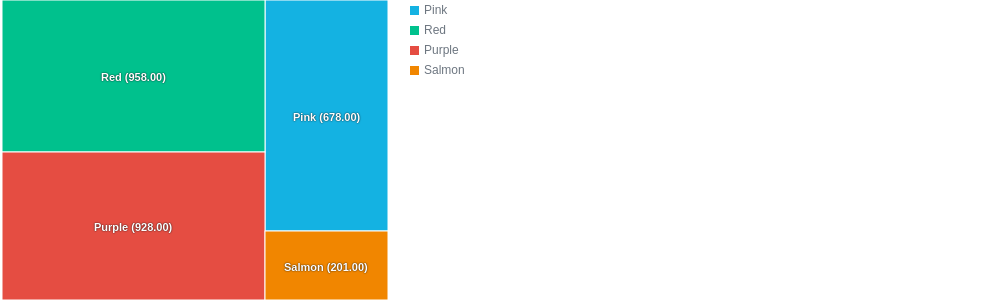 Red (958.00)
Pink (678.00)
Purple (928.00)
Salmon (201.00)
Pink
Red
Purple
Salmon